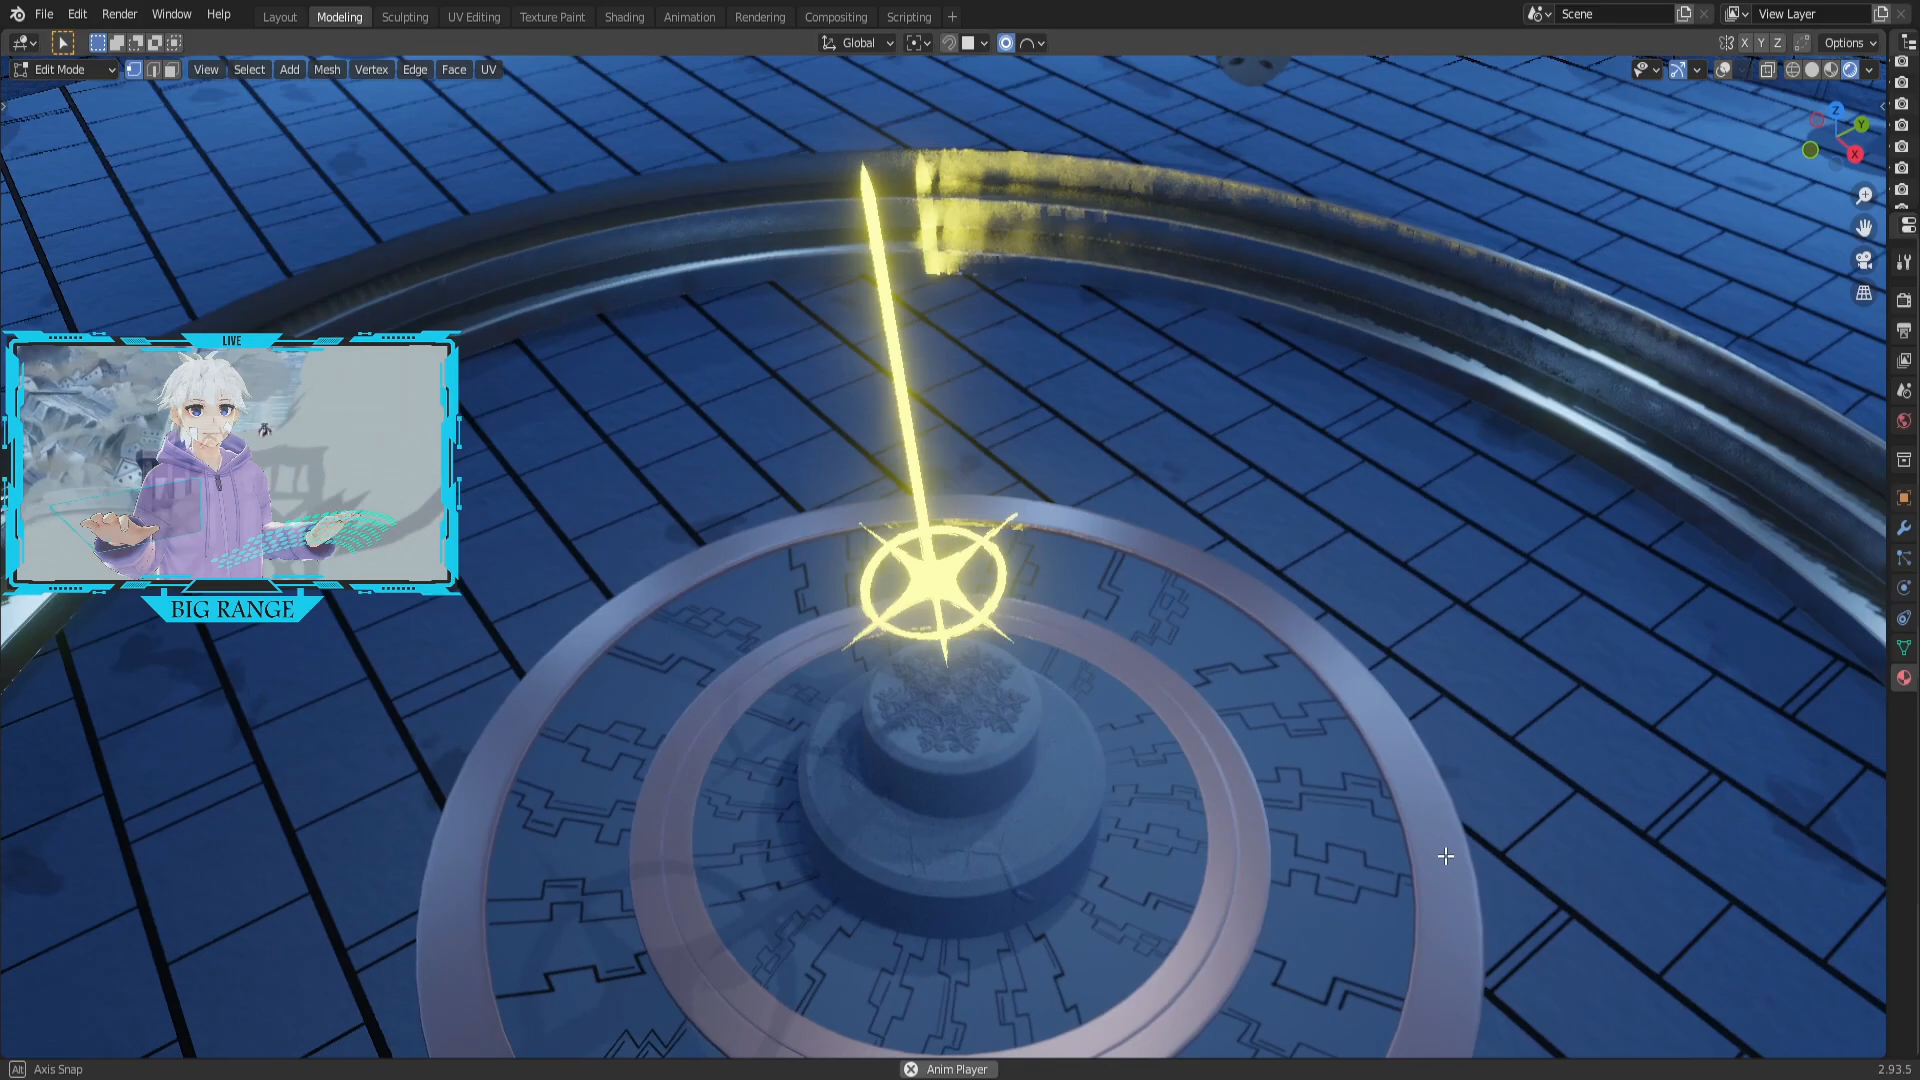 File Edit Render Window Help Layout Modeling Sculpting UV Editing Texture Paint Shading Animation Rendering Compositing Scripting + Scene View Layer
Global X Y Z Options
Edit Mode View Select Add Mesh Vertex Edge Face UV
Z
Y
X
LIVE
BIG RANGE
Alt Axis Snap Anim Player 2.93.5